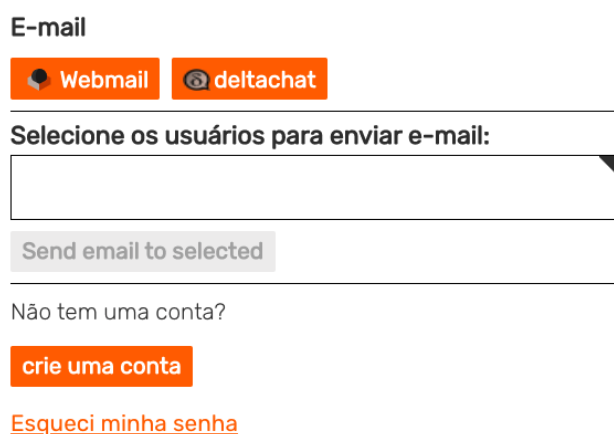 E-mail
Webmail deltachat
Selecione os usuários para enviar e-mail:
Send email to selected
Não tem uma conta?
crie uma conta
Esqueci minha senha